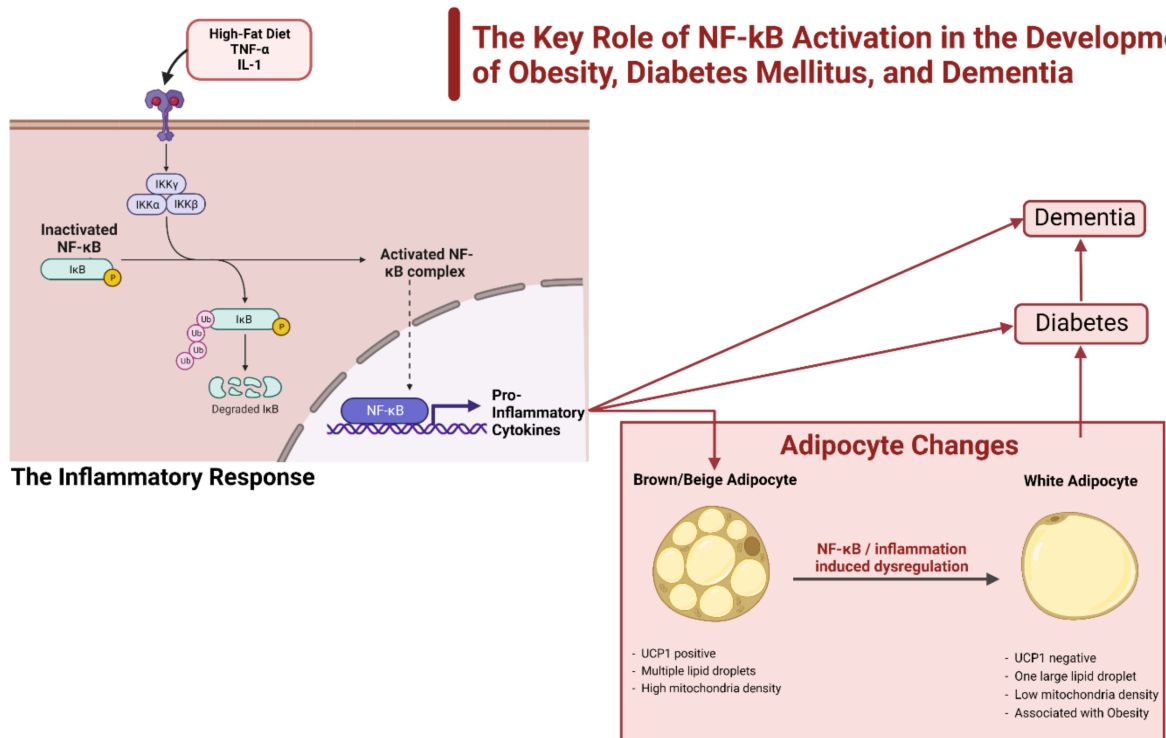 High-Fat Diet
TNF-α
IL-1
The Key Role of NF-kB Activation in the Developme
of Obesity, Diabetes Mellitus, and Dementia
IKKγ
IKKα
IKKβ
Inactivated
NF-κB
IκB
P
Activated NF-
κB complex
Ub
IκB
P
Ub
Ub
Ub
Degraded IκB
NF-κB
Pro-
Inflammatory
Cytokines
The Inflammatory Response
Dementia
Diabetes
Adipocyte Changes
Brown/Beige Adipocyte
White Adipocyte
NF-κB / inflammation
induced dysregulation
- UCP1 positive
- Multiple lipid droplets
- High mitochondria density
- UCP1 negative
- One large lipid droplet
- Low mitochondria density
- Associated with Obesity